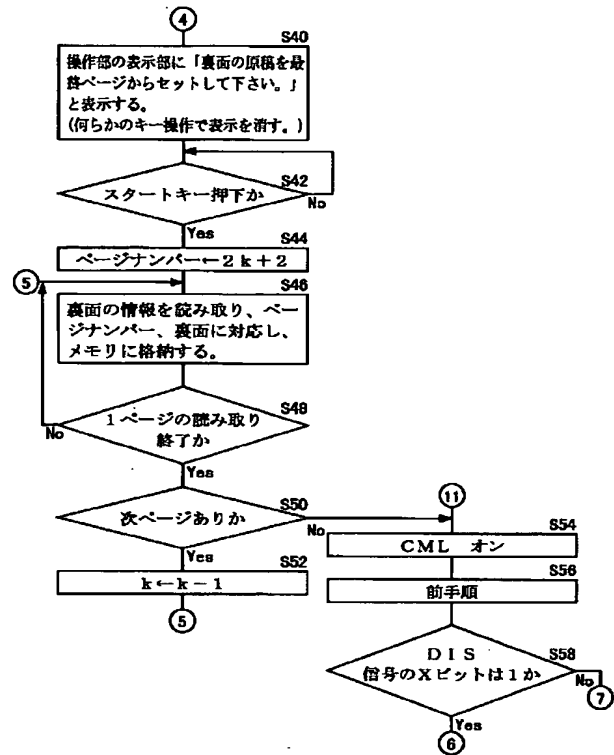 ④
S40
操作部の表示部に「裏面の原稿を最
終ページからセットして下さい。」
と表示する。
(何らかのキー操作で表示を消す。)
S42
スタートキー押下か
No
Yes
S44
ページナンバー←2k+2
⑤
S46
裏面の情報を読み取り、ペー
ジナンバー、裏面に対応し、
メモリに格納する。
S48
1ページの読み取り
終了か
No
Yes
S50
次ページありか
No
Yes
S52
k←k-1
⑤
⑪
S54
CML オン
S56
前手順
S58
DIS
信号のXビットは1か
No
⑦
Yes
⑥